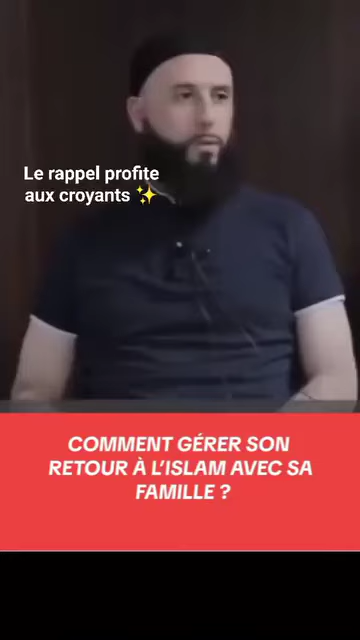 Le rappel profite
aux croyants ✨
COMMENT GÉRER SON
RETOUR À L'ISLAM AVEC SA
FAMILLE ?